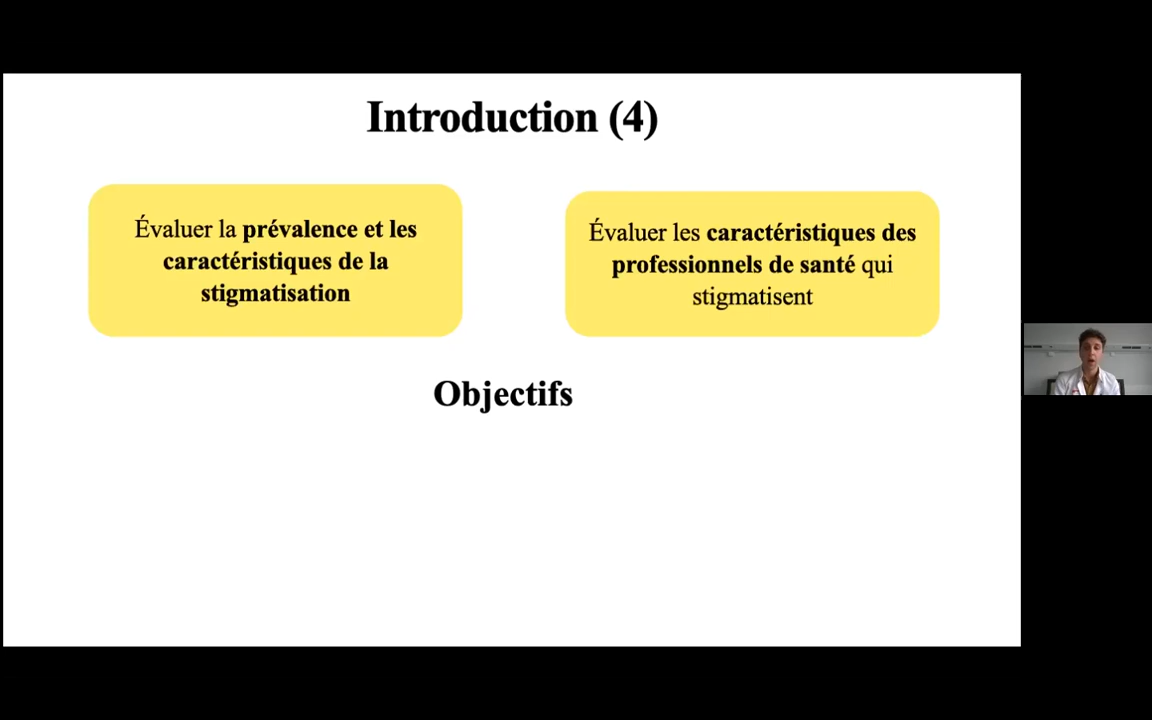 Introduction (4)
Évaluer la prévalence et les
caractéristiques de la
stigmatisation
Évaluer les caractéristiques des
professionnels de santé qui
stigmatisent
Objectifs